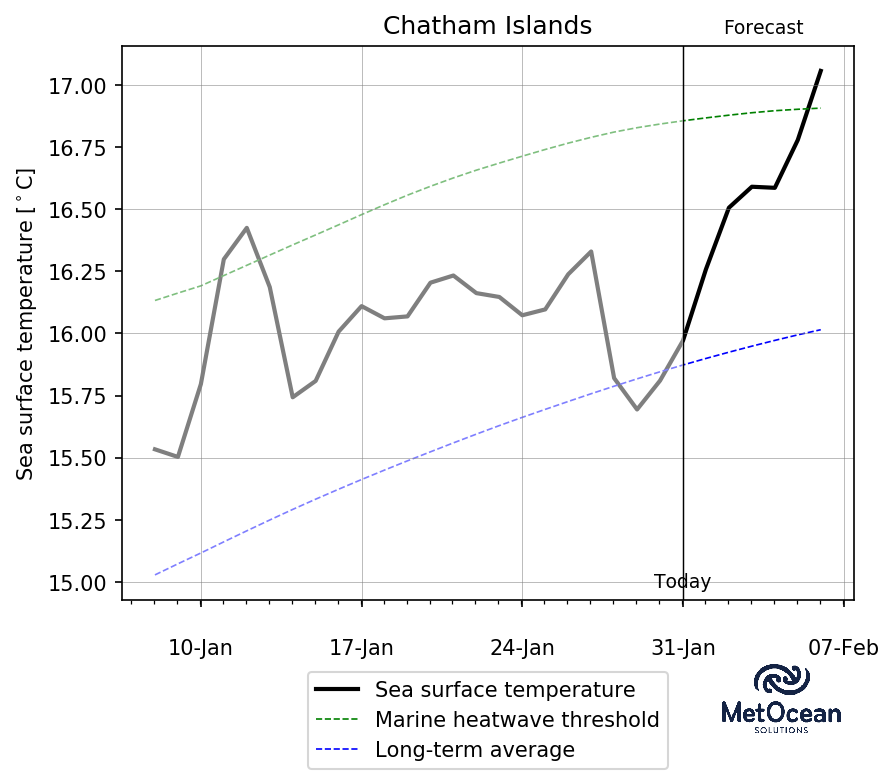 Chatham Islands
Forecast
Sea surface temperature [°C]
17.00
16.75
16.50
16.25
16.00
15.75
15.50
15.25
15.00
Today
10-Jan 17-Jan 24-Jan 31-Jan 07-Feb
Sea surface temperature
Marine heatwave threshold
Long-term average
MetOcean
SOLUTIONS